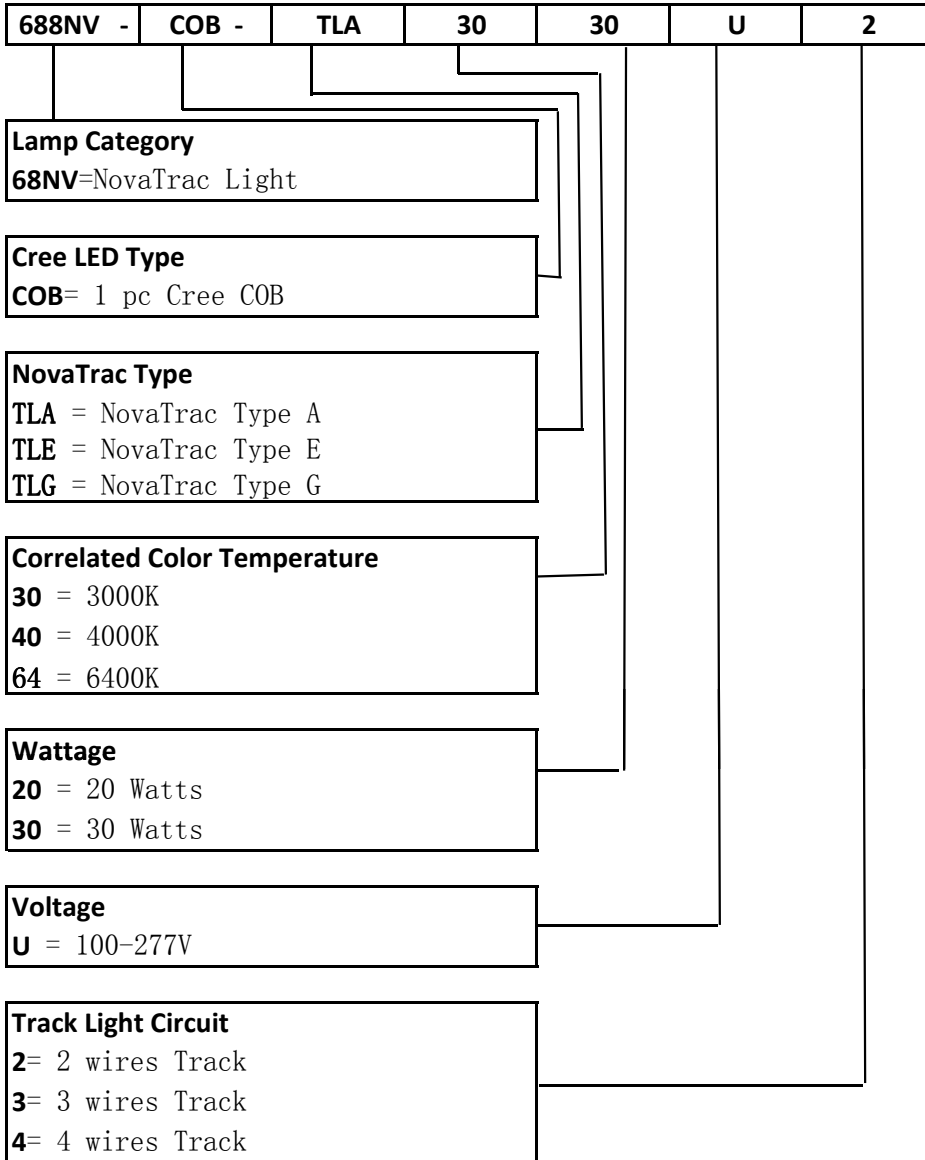 688NV - COB - TLA 30 30 U 2
Lamp Category
68NV=NovaTrac Light
Cree LED Type
COB= 1 pc Cree COB
NovaTrac Type
TLA = NovaTrac Type A
TLE = NovaTrac Type E
TLG = NovaTrac Type G
Correlated Color Temperature
30 = 3000K
40 = 4000K
64 = 6400K
Wattage
20 = 20 Watts
30 = 30 Watts
Voltage
U = 100-277V
Track Light Circuit
2= 2 wires Track
3= 3 wires Track
4= 4 wires Track